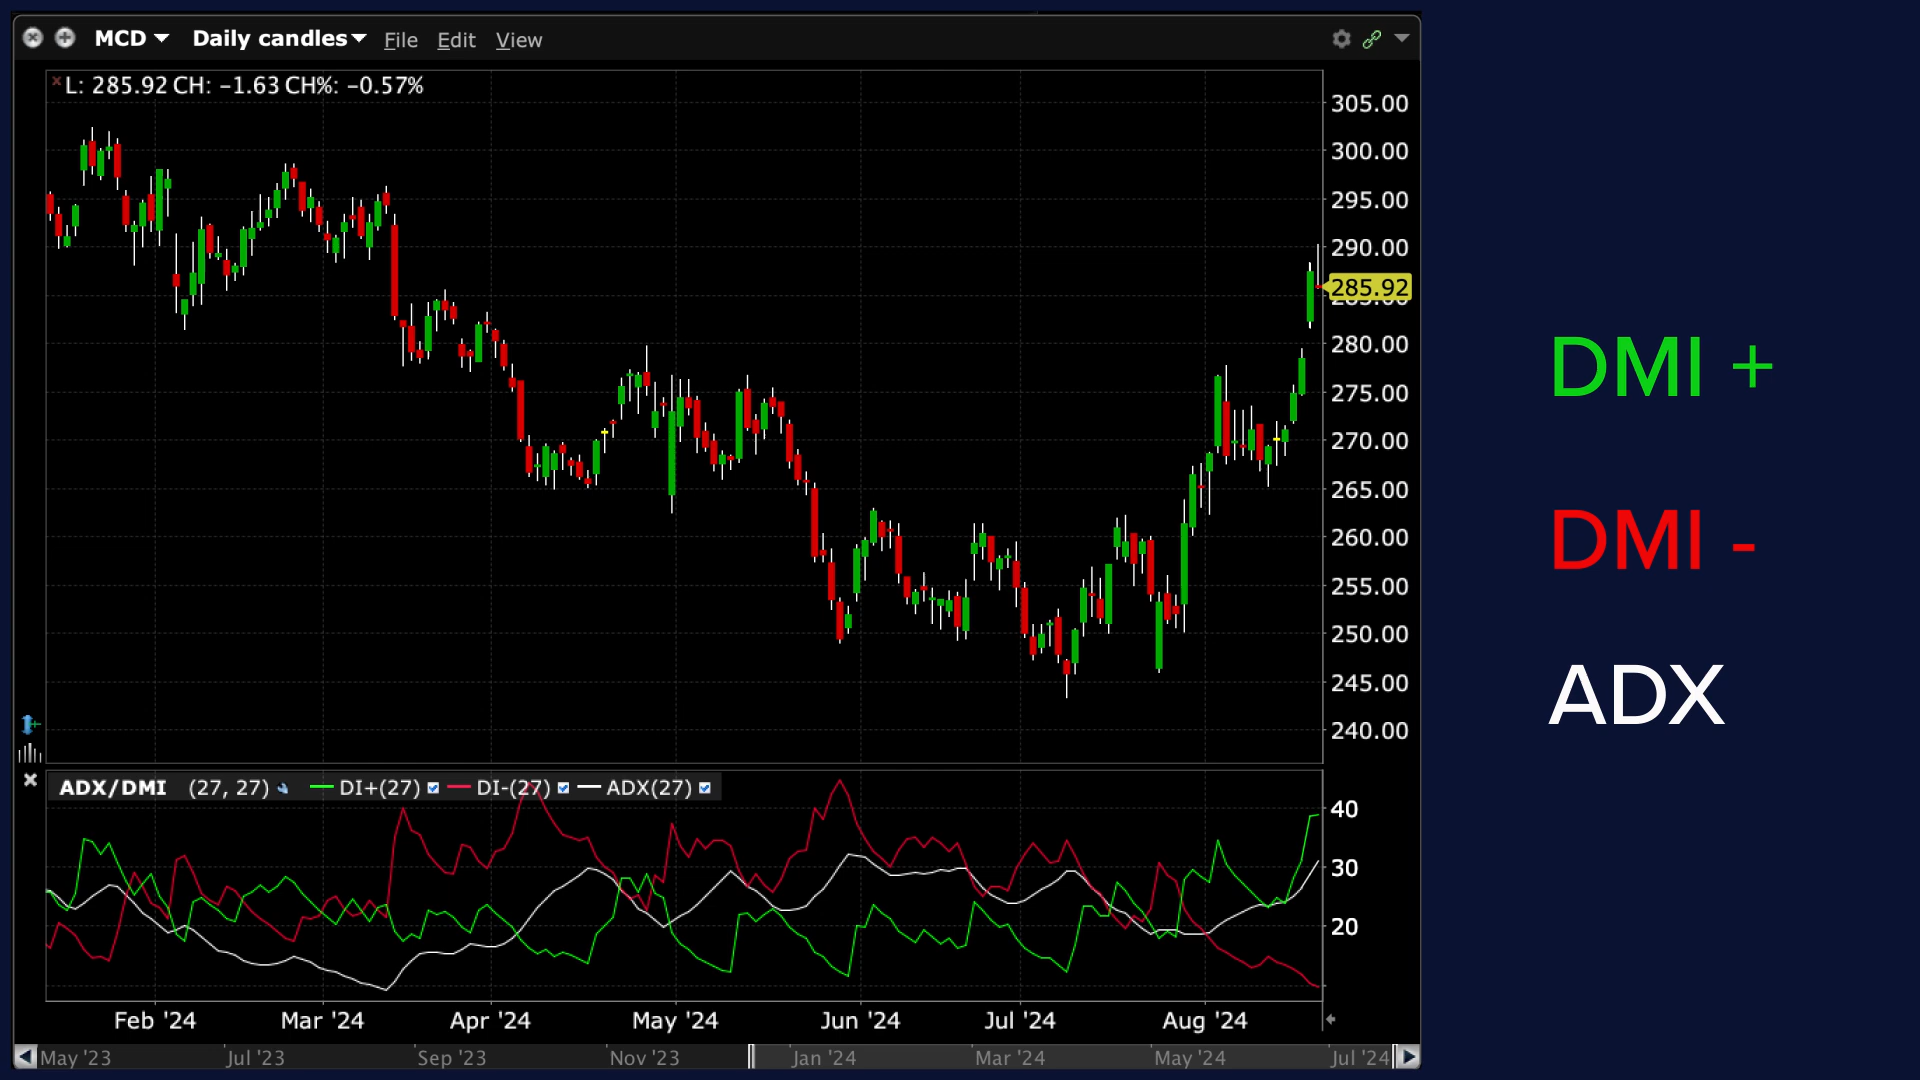 MCD Daily candles File Edit View
L: 285.92 CH: −1.63 CH%: −0.57%
305.00
300.00
295.00
290.00
285.92
285.00
280.00
275.00
270.00
265.00
260.00
255.00
250.00
245.00
240.00
ADX/DMI (27, 27) DI+(27) DI-(27) ADX(27)
40
30
20
Feb '24 Mar '24 Apr '24 May '24 Jun '24 Jul '24 Aug '24
May '23 Jul '23 Sep '23 Nov '23 Jan '24 Mar '24 May '24 Jul '24
DMI +
DMI -
ADX